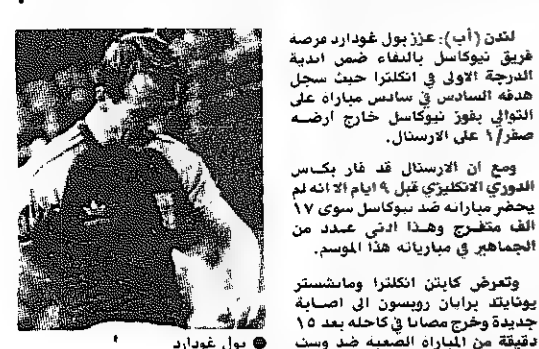 لندن (أب): عزز بول غودارد فرصة
فريق نيوكاسل بالبقاء ضمن اندية
الدرجة الاولى في انكلترا حيث سجل
هدفه السادس في سادس مباراة على
التوالي بفوز نيوكاسل خارج ارضه
صفر/١ على الارسنال.
ومع ان الارسنال قد فاز بكاس
الدوري الانكليزي قبل ٩ ايام الا انه لم
يحضر مباراته ضد نيوكاسل سوى ١٧
الف متفرج وهذا ادنى عدد من
الجماهير في مبارياته هذا الموسم.
وتعرض كابتن انكلترا ومانشستر
يونايتد برايان روبسون الى اصابة
جديدة وخرج مصابا في كاحله بعد ١٥
دقيقة من المباراة الصعبة ضد وست
بول غودارد